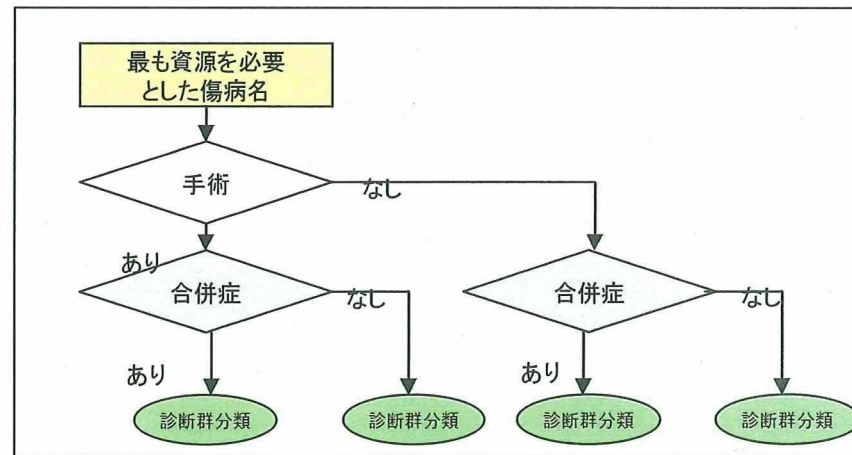 最も資源を必要
とした傷病名
手術
なし
あり
合併症
なし
合併症
なし
あり
あり
診断群分類
診断群分類
診断群分類
診断群分類